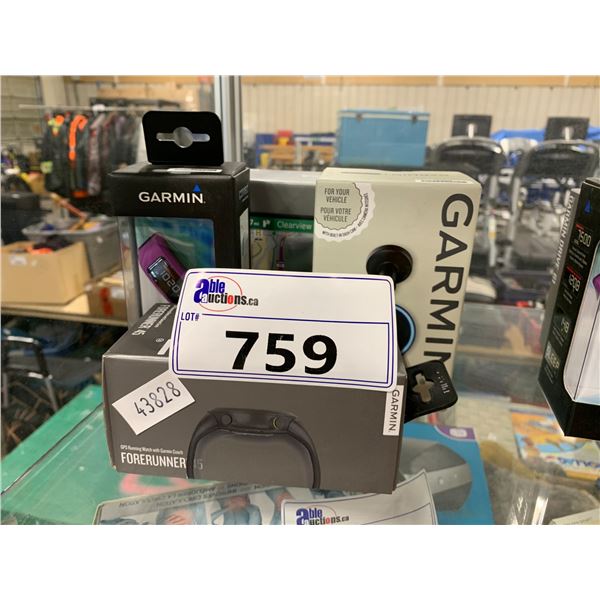 GARMIN
FOR YOUR
VEHICLE
POUR VOTRE
VÉHICULE
Clearview
GARMIN
able
auctions.ca
LOT#
759
43828
GPS Running Watch with Garmin Coach
FORERUNNER 45
GARMIN
able
auctions.ca